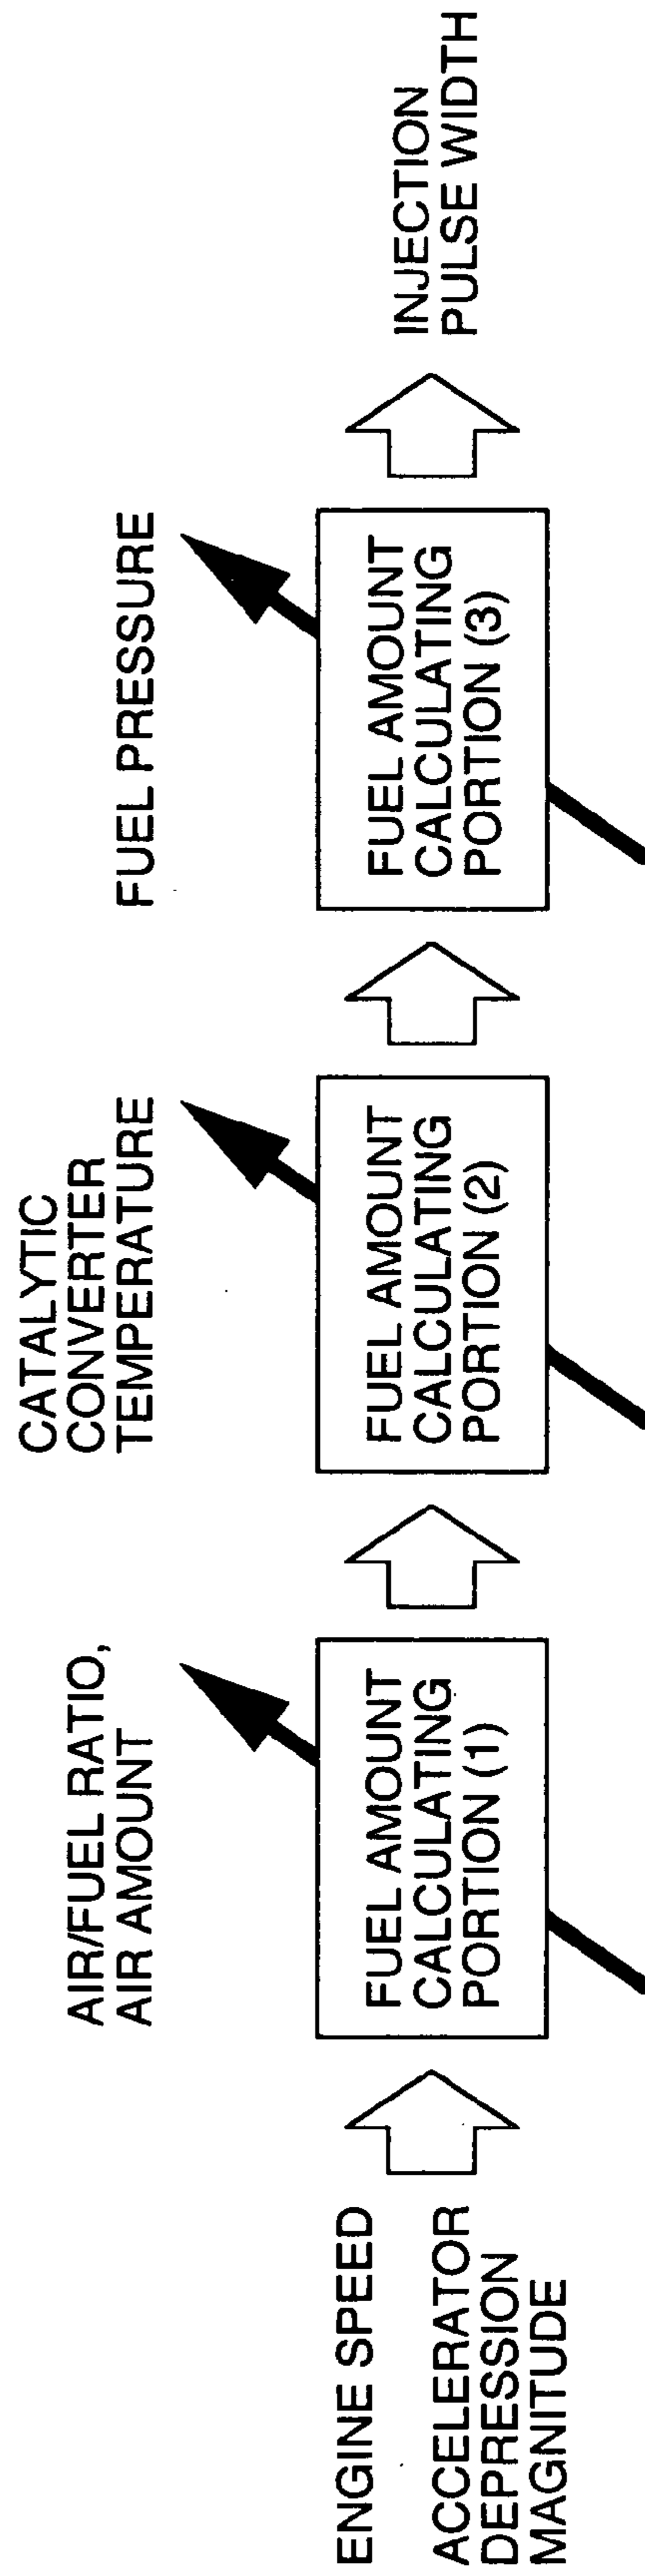 ENGINE SPEED
ACCELERATOR
DEPRESSION
MAGNITUDE
AIR/FUEL RATIO,
AIR AMOUNT
FUEL AMOUNT
CALCULATING
PORTION (1)
CATALYTIC
CONVERTER
TEMPERATURE
FUEL AMOUNT
CALCULATING
PORTION (2)
FUEL PRESSURE
FUEL AMOUNT
CALCULATING
PORTION (3)
INJECTION
PULSE WIDTH